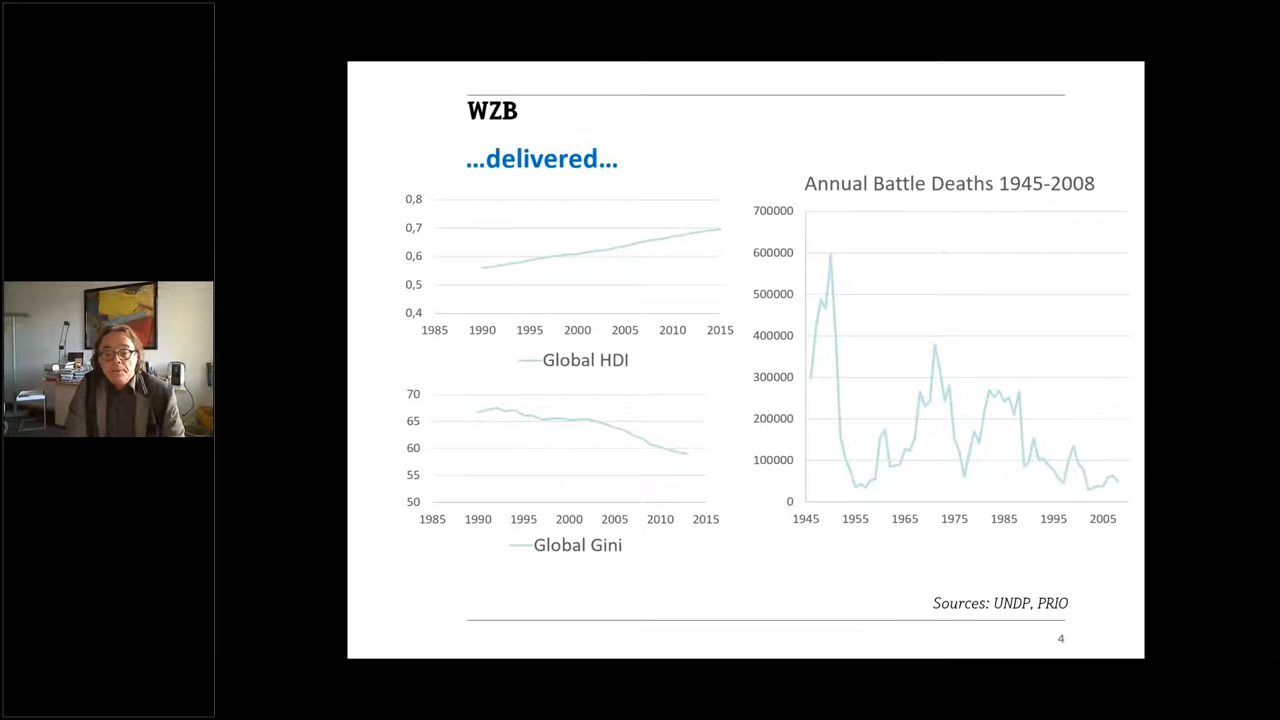 WZB
...delivered...
0,8
0,7
0,6
0,5
0,4
1985 1990 1995 2000 2005 2010 2015
Global HDI
70
65
60
55
50
1985 1990 1995 2000 2005 2010 2015
Global Gini
Annual Battle Deaths 1945-2008
700000
600000
500000
400000
300000
200000
100000
0
1945 1955 1965 1975 1985 1995 2005
Sources: UNDP, PRIO
4